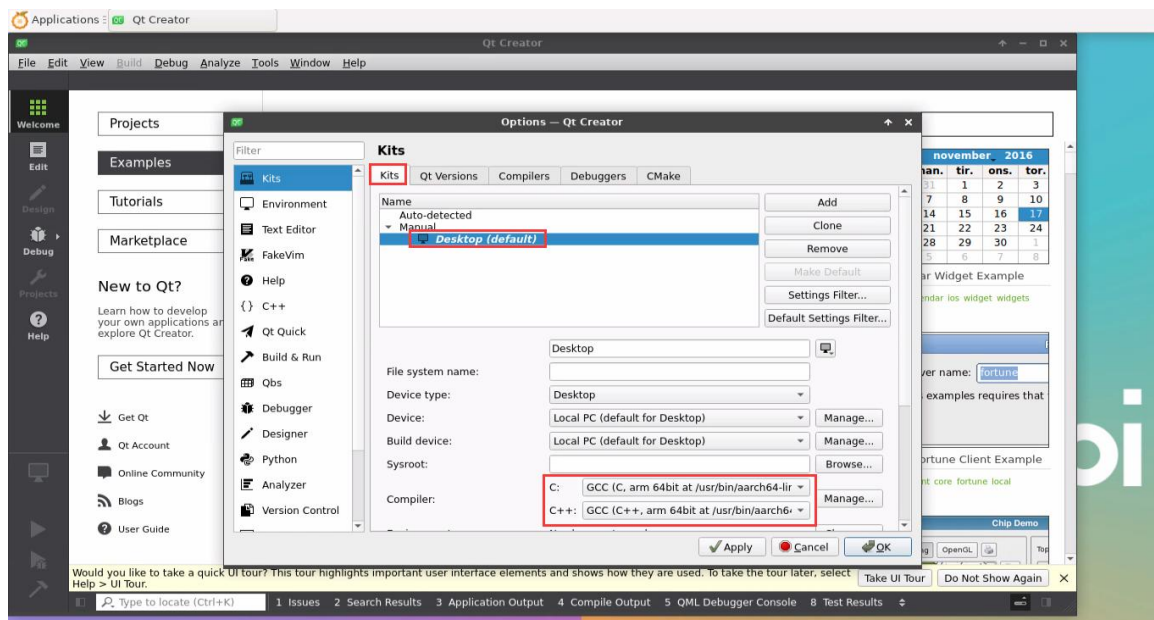 Applications Qt Creator
Qt Creator
File Edit View Build Debug Analyze Tools Window Help
Welcome
Edit
Design
Debug
Projects
Help
Projects
Examples
Tutorials
Marketplace
New to Qt?
Learn how to develop
your own applications
explore Qt Creator.
Get Started Now
Get Qt
Qt Account
Online Community
Blogs
User Guide
Options — Qt Creator
Filter
Kits
Environment
Text Editor
FakeVim
Help
{} C++
Qt Quick
Build & Run
Qbs
Debugger
Designer
Python
Analyzer
Version Control
Kits
Kits Qt Versions Compilers Debuggers CMake
Name
Auto-detected
Manual
Desktop (default)
Add
Clone
Remove
Make Default
Settings Filter...
Default Settings Filter...
Desktop
File system name:
Device type: Desktop
Device: Local PC (default for Desktop) Manage...
Build device: Local PC (default for Desktop) Manage...
Sysroot: Browse...
Compiler:
C: GCC (C, arm 64bit at /usr/bin/aarch64-lir
Manage...
C++: GCC (C++, arm 64bit at /usr/bin/aarch6
Apply Cancel OK
november, 2016
man. tir. ons. tor.
31 1 2 3
7 8 9 10
14 15 16 17
21 22 23 24
28 29 30 1
5 6 7 8
ar Widget Example
endar ios widget widgets
ver name: fortune
examples requires that
ortune Client Example
nt core fortune local
Chip Demo
OpenGL
Top
pi
Would you like to take a quick UI tour? This tour highlights important user interface elements and shows how they are used. To take the tour later, select
Help > UI Tour.
Take UI Tour Do Not Show Again
Type to locate (Ctrl+K) 1 Issues 2 Search Results 3 Application Output 4 Compile Output 5 QML Debugger Console 8 Test Results